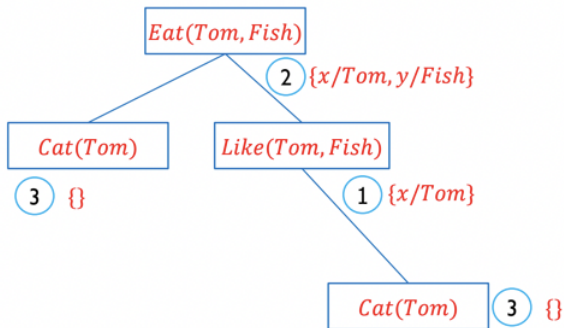 Eat(Tom, Fish)
2 {x/Tom, y/Fish}
Cat(Tom)
Like(Tom, Fish)
3 {}
1 {x/Tom}
Cat(Tom) 3 {}